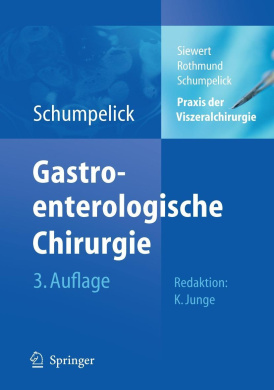 Siewert
Rothmund
Schumpelick
Praxis der
Viszeralchirurgie
Schumpelick
Gastro-
enterologische
Chirurgie
3. Auflage
Redaktion:
K. Junge
Springer